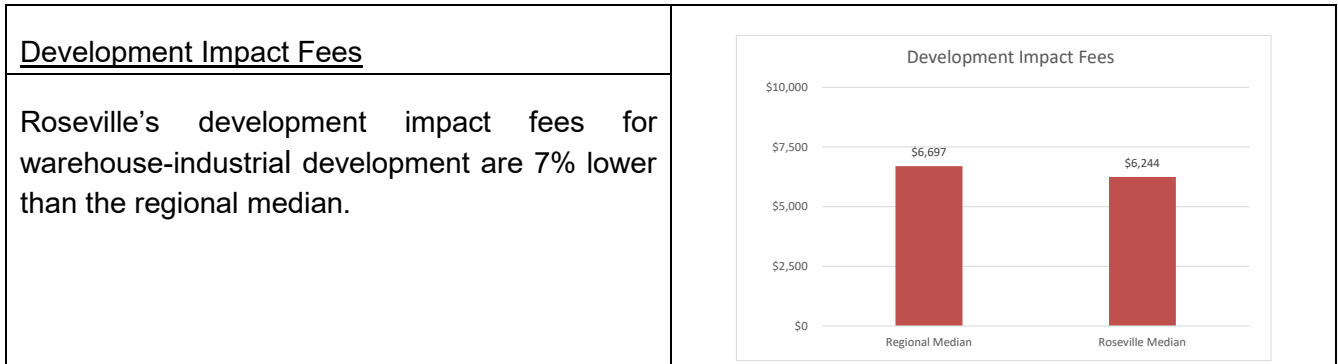 Development Impact Fees
Roseville’s development impact fees for
warehouse-industrial development are 7% lower
than the regional median.
Development Impact Fees
$10,000
$7,500
$5,000
$2,500
$0
$6,697
$6,244
Regional Median
Roseville Median